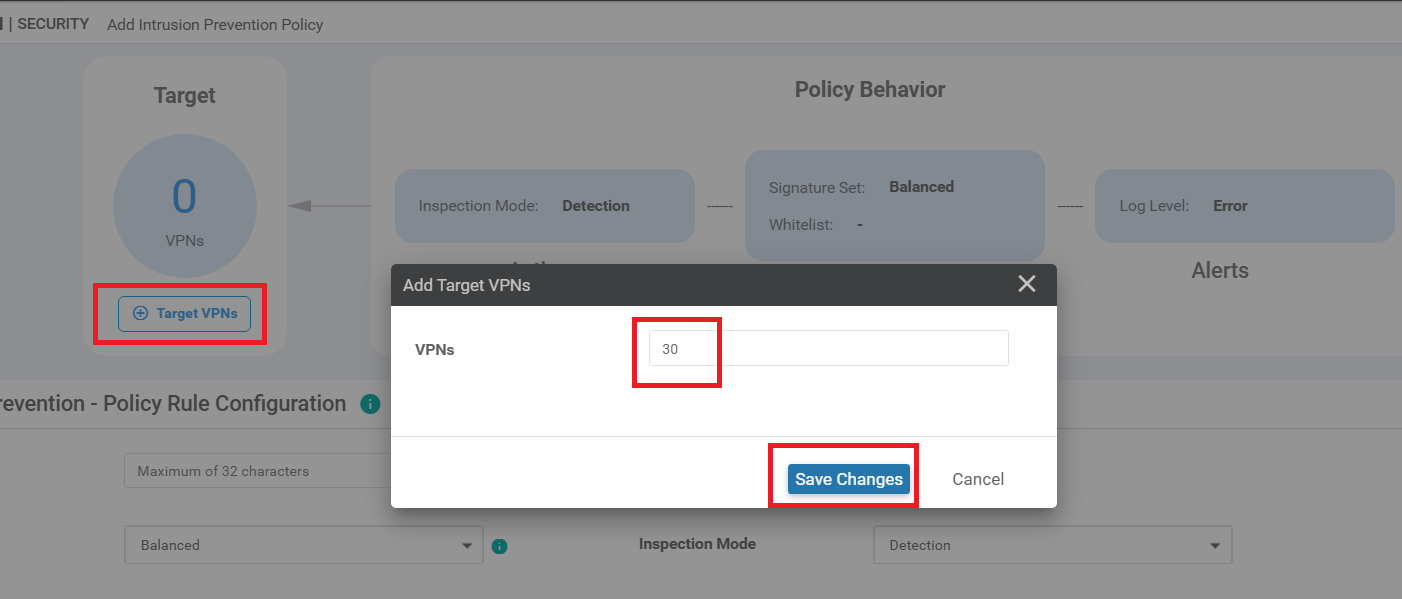 | SECURITY Add Intrusion Prevention Policy
Target
Policy Behavior
0
VPNs
Target VPNs
Inspection Mode: Detection
Signature Set: Balanced
Whitelist: -
Log Level: Error
Alerts
Add Target VPNs
VPNs
30
Save Changes
Cancel
revention - Policy Rule Configuration
Maximum of 32 characters
Balanced
Inspection Mode
Detection